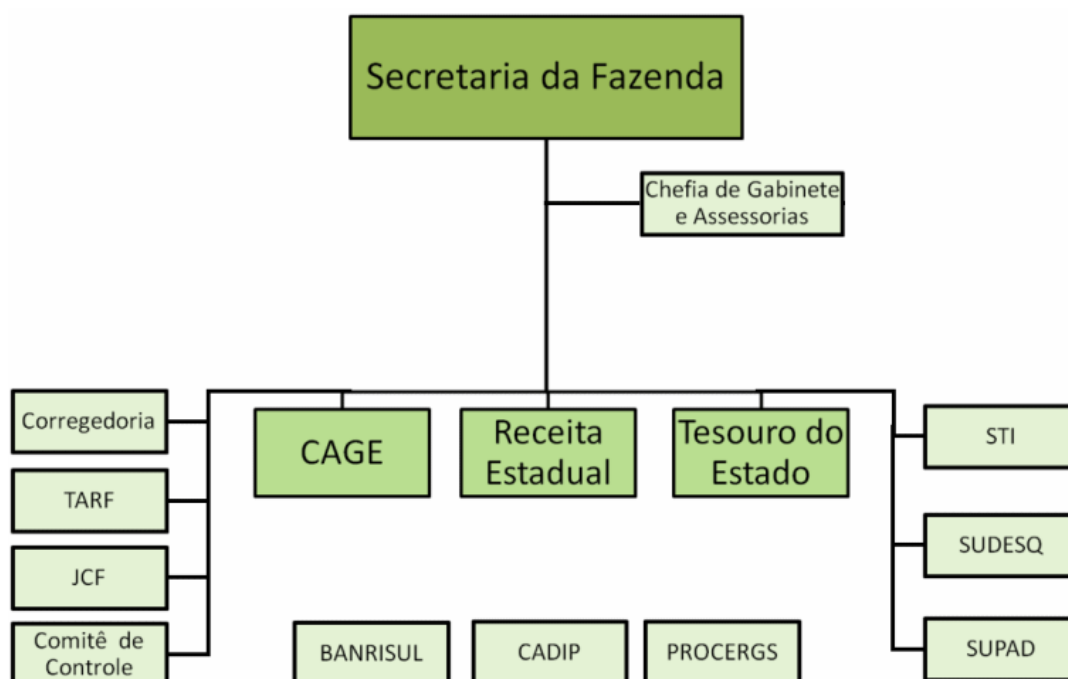 Secretaria da Fazenda
Chefia de Gabinete
e Assessorias
Corregedoria
TARF
JCF
Comitê de
Controle
CAGE
Receita
Estadual
Tesouro do
Estado
STI
SUDESQ
SUPAD
BANRISUL
CADIP
PROCERGS